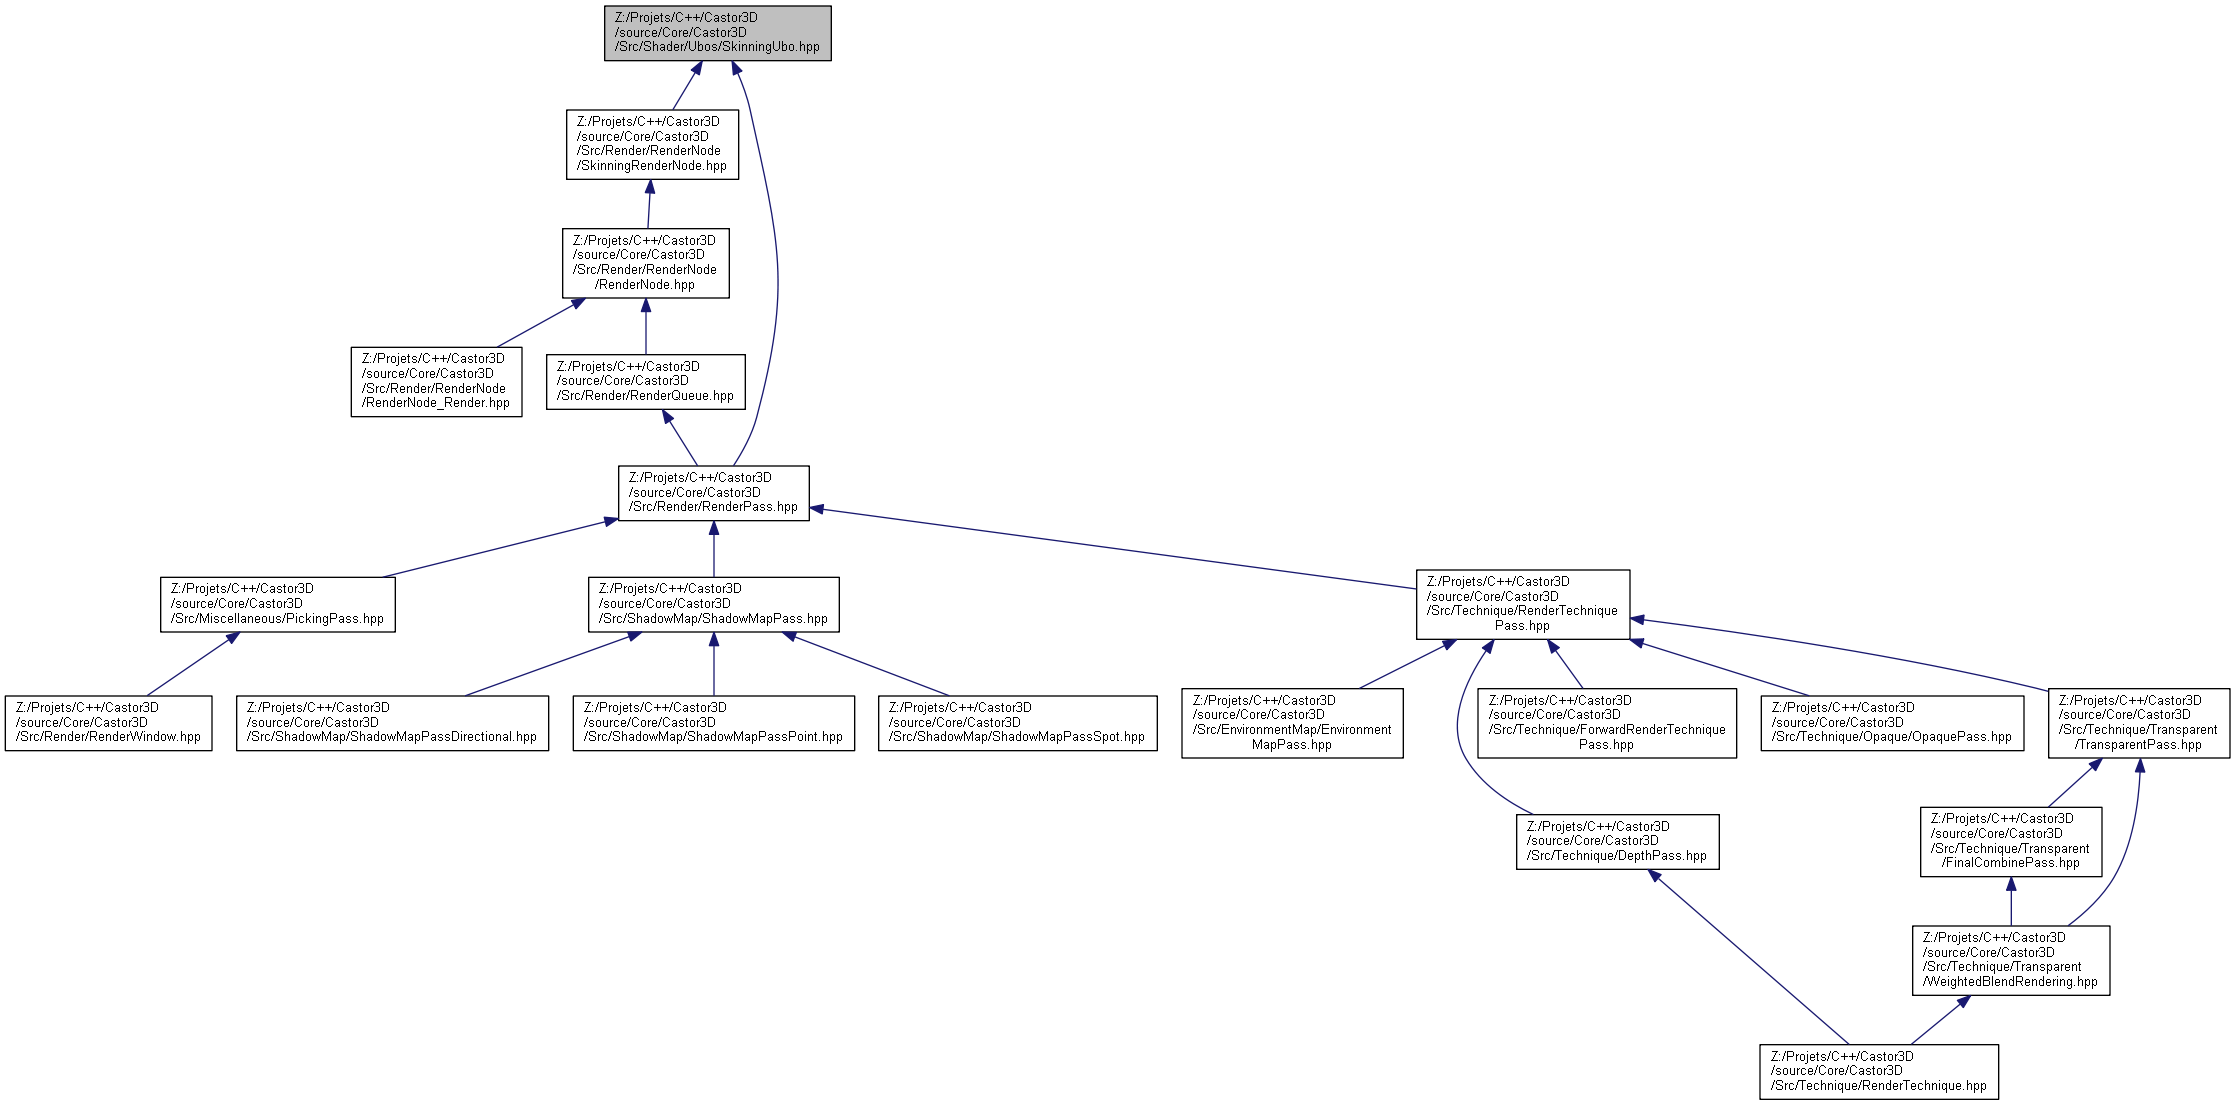 Z:/Projets/C++/Castor3D
/source/Core/Castor3D
/Src/Shader/Ubos/SkinningUbo.hpp
Z:/Projets/C++/Castor3D
/source/Core/Castor3D
/Src/Render/RenderNode
/SkinningRenderNode.hpp
Z:/Projets/C++/Castor3D
/source/Core/Castor3D
/Src/Render/RenderNode
/RenderNode.hpp
Z:/Projets/C++/Castor3D
/source/Core/Castor3D
/Src/Render/RenderNode
/RenderNode_Render.hpp
Z:/Projets/C++/Castor3D
/source/Core/Castor3D
/Src/Render/RenderQueue.hpp
Z:/Projets/C++/Castor3D
/source/Core/Castor3D
/Src/Render/RenderPass.hpp
Z:/Projets/C++/Castor3D
/source/Core/Castor3D
/Src/Miscellaneous/PickingPass.hpp
Z:/Projets/C++/Castor3D
/source/Core/Castor3D
/Src/ShadowMap/ShadowMapPass.hpp
Z:/Projets/C++/Castor3D
/source/Core/Castor3D
/Src/Technique/RenderTechnique
Pass.hpp
Z:/Projets/C++/Castor3D
/source/Core/Castor3D
/Src/Render/RenderWindow.hpp
Z:/Projets/C++/Castor3D
/source/Core/Castor3D
/Src/ShadowMap/ShadowMapPassDirectional.hpp
Z:/Projets/C++/Castor3D
/source/Core/Castor3D
/Src/ShadowMap/ShadowMapPassPoint.hpp
Z:/Projets/C++/Castor3D
/source/Core/Castor3D
/Src/ShadowMap/ShadowMapPassSpot.hpp
Z:/Projets/C++/Castor3D
/source/Core/Castor3D
/Src/EnvironmentMap/Environment
MapPass.hpp
Z:/Projets/C++/Castor3D
/source/Core/Castor3D
/Src/Technique/ForwardRenderTechnique
Pass.hpp
Z:/Projets/C++/Castor3D
/source/Core/Castor3D
/Src/Technique/Opaque/OpaquePass.hpp
Z:/Projets/C++/Castor3D
/source/Core/Castor3D
/Src/Technique/Transparent
/TransparentPass.hpp
Z:/Projets/C++/Castor3D
/source/Core/Castor3D
/Src/Technique/DepthPass.hpp
Z:/Projets/C++/Castor3D
/source/Core/Castor3D
/Src/Technique/Transparent
/FinalCombinePass.hpp
Z:/Projets/C++/Castor3D
/source/Core/Castor3D
/Src/Technique/Transparent
/WeightedBlendRendering.hpp
Z:/Projets/C++/Castor3D
/source/Core/Castor3D
/Src/Technique/RenderTechnique.hpp